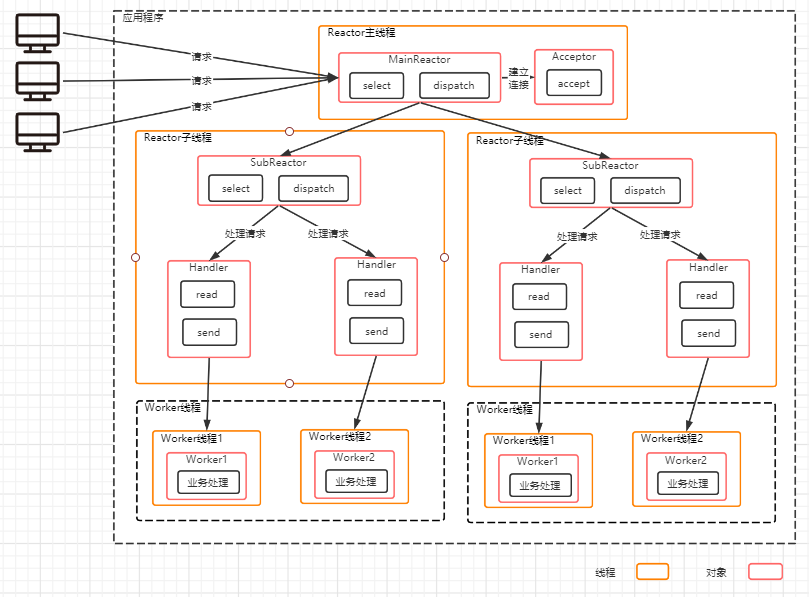 应用程序
Reactor主线程
MainReactor
select
dispatch
建立
连接
Acceptor
accept
请求
请求
请求
Reactor子线程
SubReactor
select
dispatch
处理请求
处理请求
Handler
read
send
Handler
read
send
Reactor子线程
SubReactor
select
dispatch
处理请求
处理请求
Handler
read
send
Handler
read
send
Worker线程
Worker线程1
Worker1
业务处理
Worker线程2
Worker2
业务处理
Worker线程
Worker线程1
Worker1
业务处理
Worker线程2
Worker2
业务处理
线程
对象